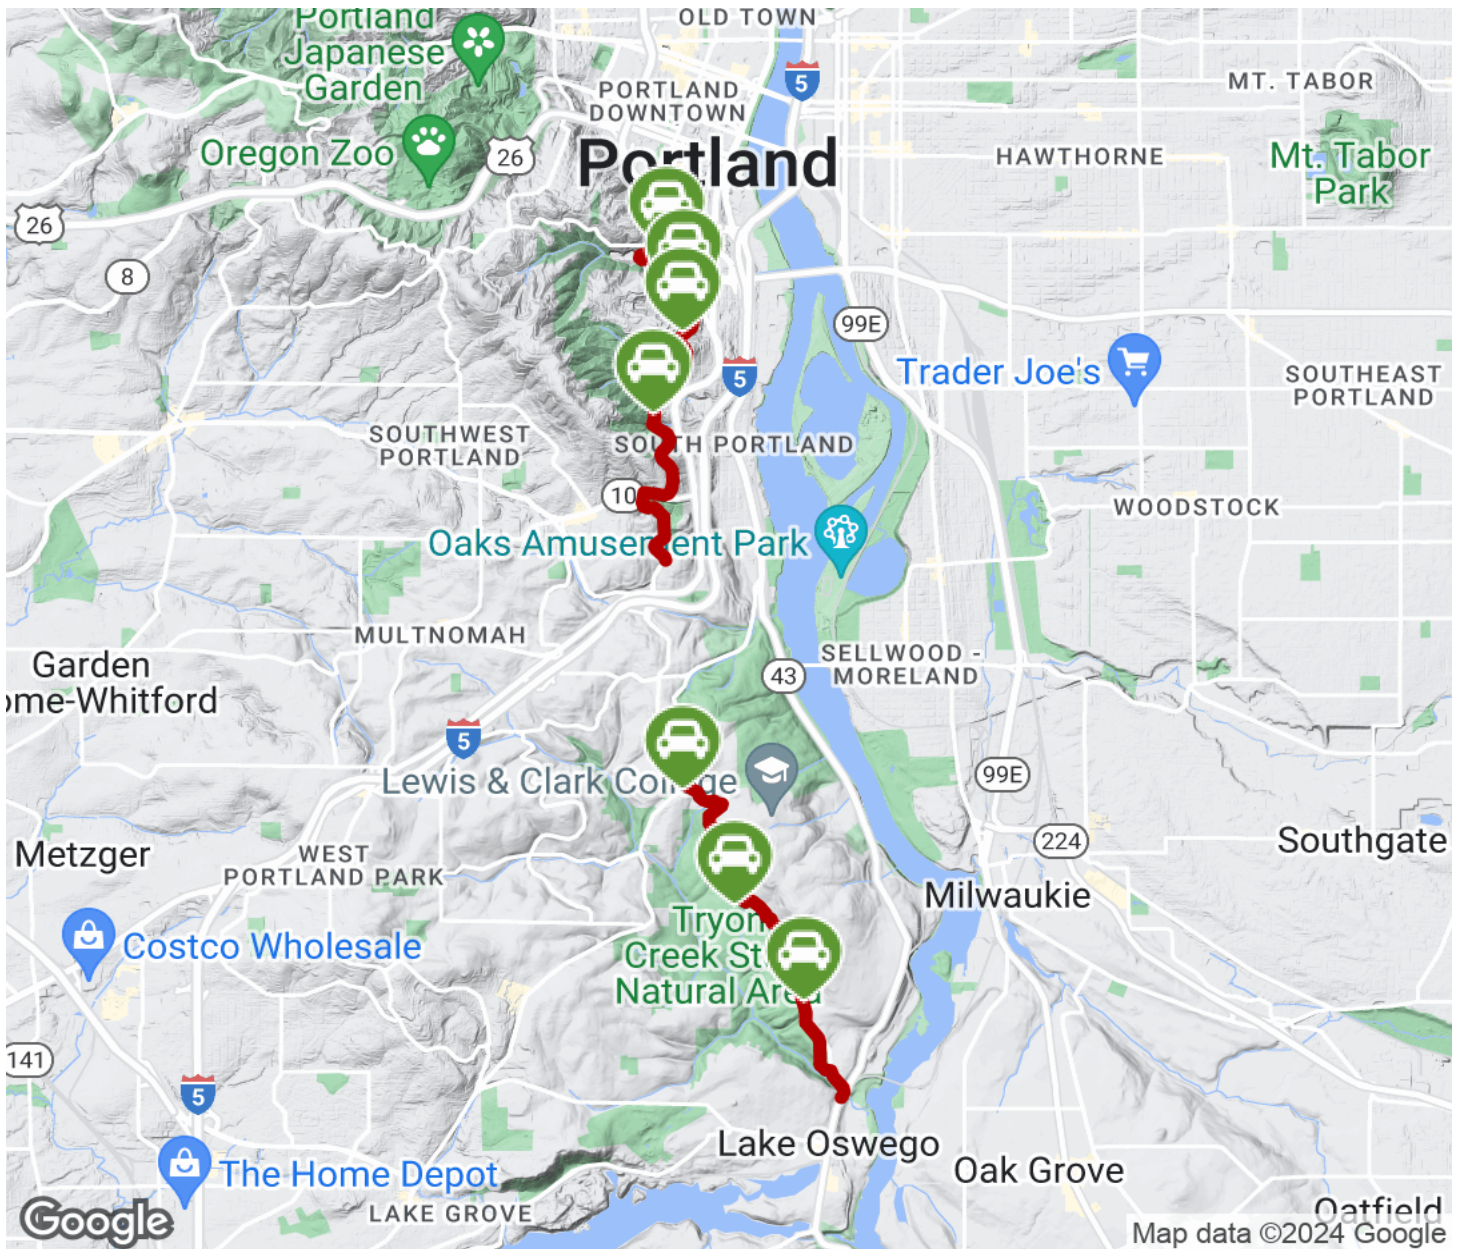 OLD TOWN
Portland
Japanese
Garden
5
MT. TABOR
PORTLAND
DOWNTOWN
Oregon Zoo
26
Portland
HAWTHORNE
Mt. Tabor
Park
26
8
99E
5
Trader Joe's
SOUTHEAST
PORTLAND
SOUTHWEST
PORTLAND
SOUTH PORTLAND
10
WOODSTOCK
Oaks Amusement Park
MULTNOMAH
Garden
ome-Whitford
SELLWOOD -
MORELAND
43
5
Lewis & Clark College
99E
224
Southgate
Metzger
WEST
PORTLAND PARK
Milwaukie
Tryon
Creek St
Natural Area
Costco Wholesale
141
5
Lake Oswego
Oak Grove
The Home Depot
LAKE GROVE
Oatfield
Google
Map data ©2024 Google